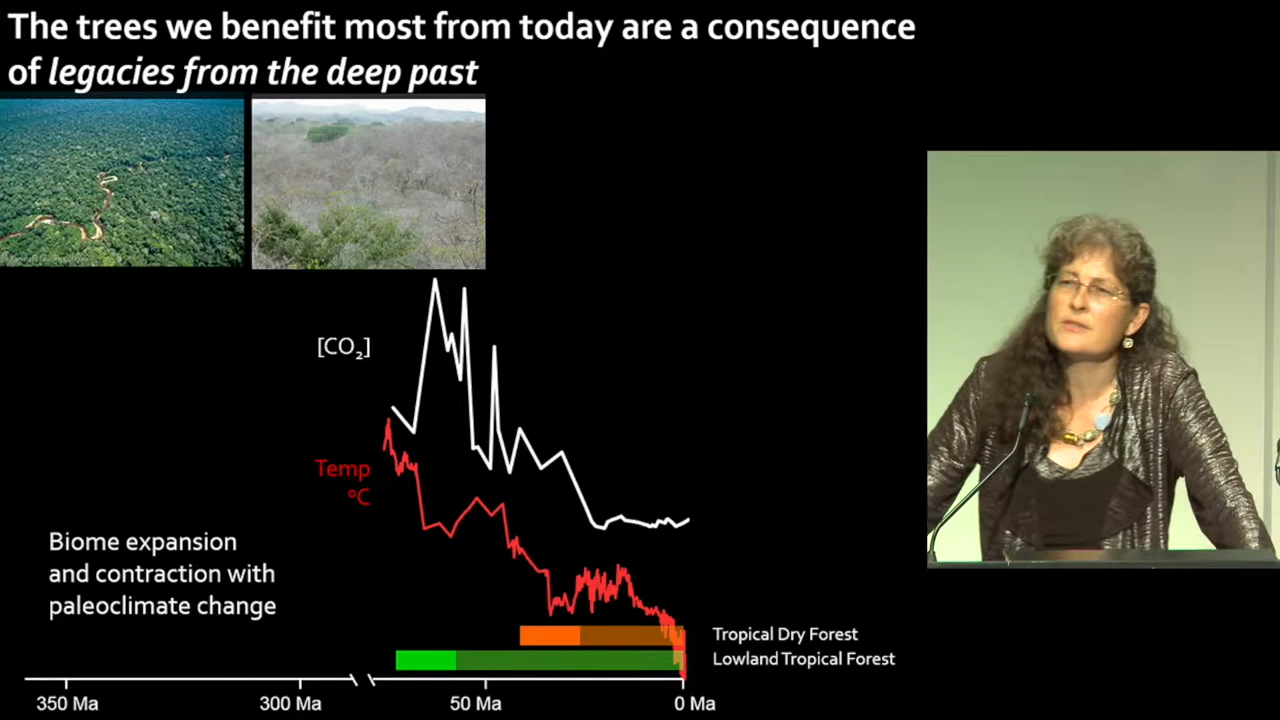 The trees we benefit most from today are a consequence
of legacies from the deep past
[CO₂]
Temp
ºC
Biome expansion
and contraction with
paleoclimate change
Tropical Dry Forest
Lowland Tropical Forest
350 Ma
300 Ma
50 Ma
0 Ma